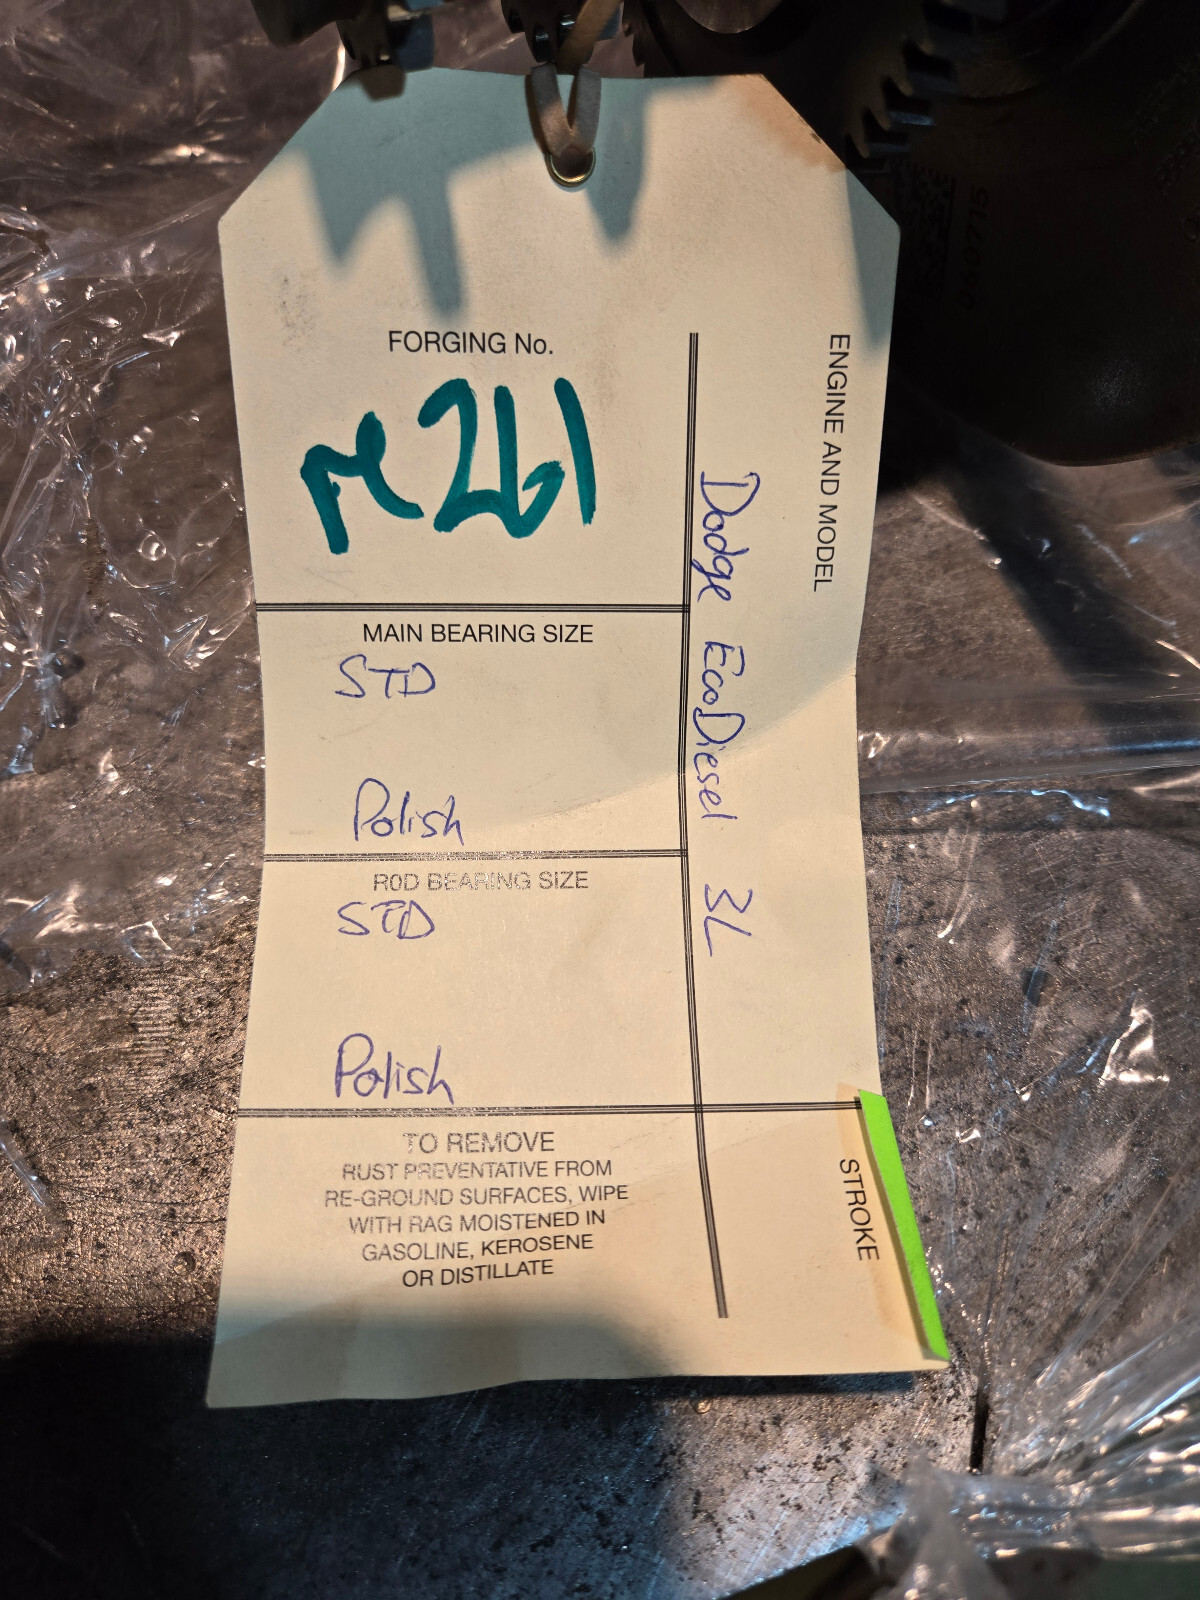 FORGING No.
M261
MAIN BEARING SIZE
STD
Polish
ROD BEARING SIZE
STD
Polish
TO REMOVE
RUST PREVENTATIVE FROM
RE-GROUND SURFACES, WIPE
WITH RAG MOISTENED IN
GASOLINE, KEROSENE
OR DISTILLATE
ENGINE AND MODEL
Dodge EcoDiesel 3L
STROKE